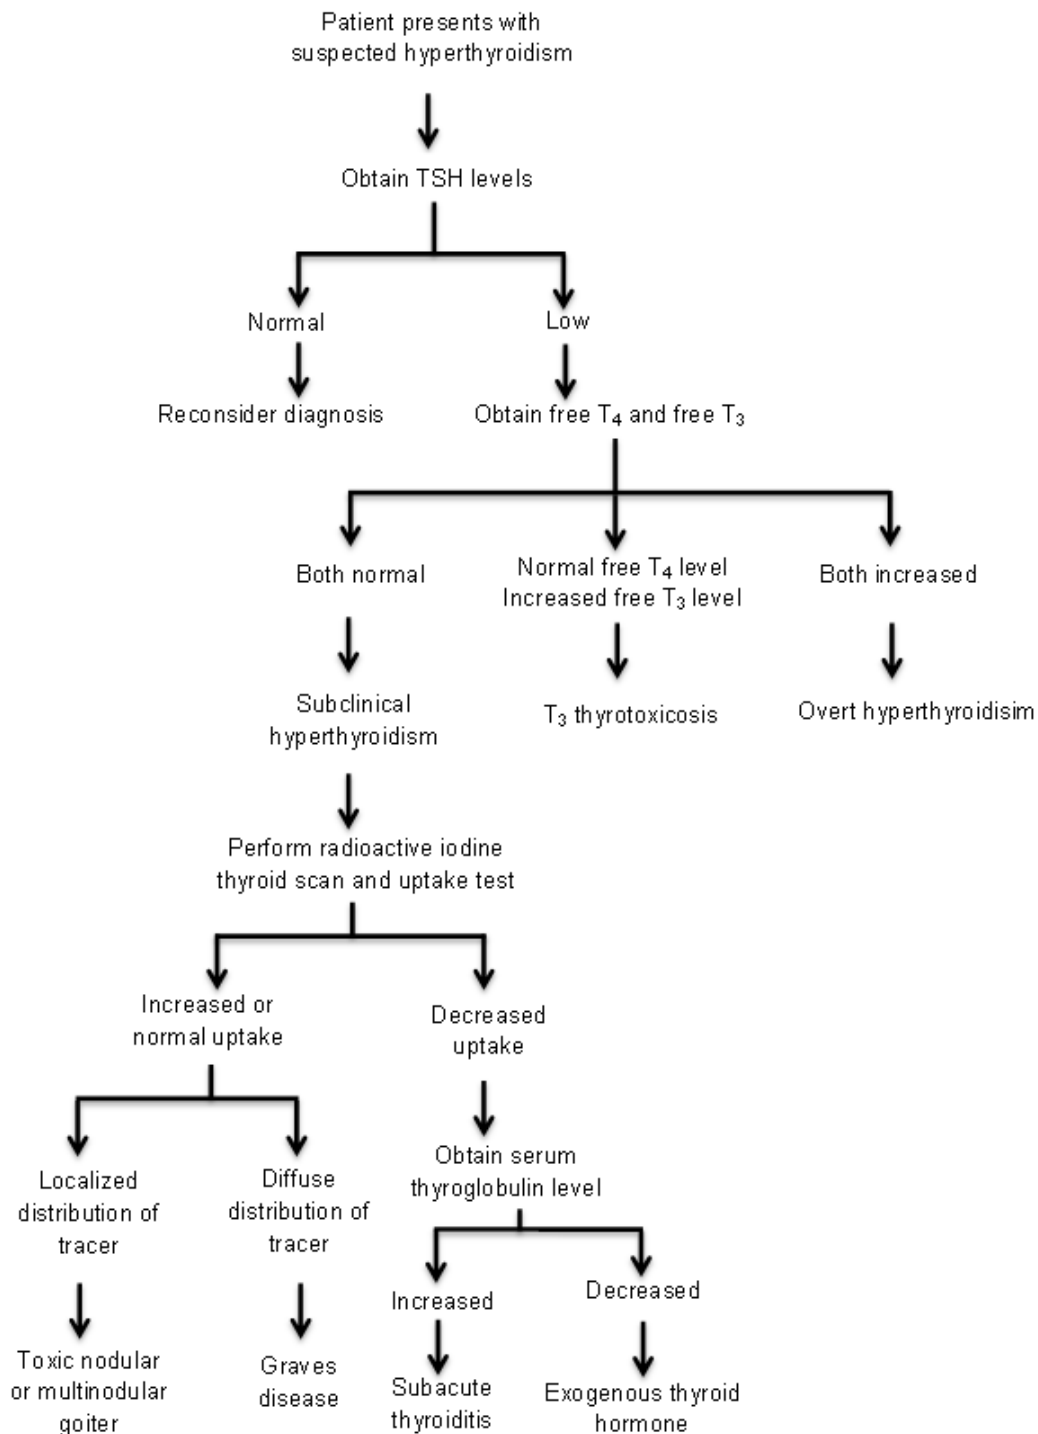 Patient presents with
suspected hyperthyroidism
Obtain TSH levels
Normal
Low
Reconsider diagnosis
Obtain free T₄ and free T₃
Both normal
Normal free T₄ level
Increased free T₃ level
Both increased
Subclinical
hyperthyroidism
T₃ thyrotoxicosis
Overt hyperthyroidisim
Perform radioactive iodine
thyroid scan and uptake test
Increased or
normal uptake
Decreased
uptake
Localized
distribution of
tracer
Diffuse
distribution of
tracer
Obtain serum
thyroglobulin level
Increased
Decreased
Toxic nodular
or multinodular
goiter
Graves
disease
Subacute
thyroiditis
Exogenous thyroid
hormone